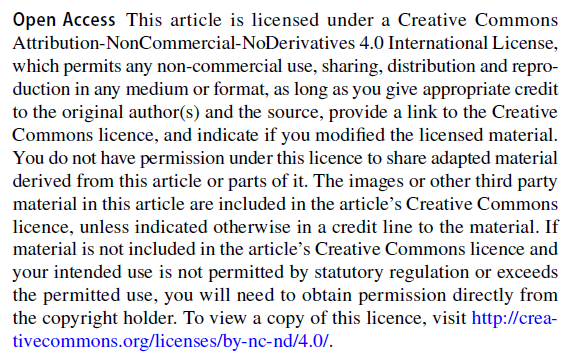 Open Access This article is licensed under a Creative Commons
Attribution-NonCommercial-NoDerivatives 4.0 International License,
which permits any non-commercial use, sharing, distribution and repro-
duction in any medium or format, as long as you give appropriate credit
to the original author(s) and the source, provide a link to the Creative
Commons licence, and indicate if you modified the licensed material.
You do not have permission under this licence to share adapted material
derived from this article or parts of it. The images or other third party
material in this article are included in the article's Creative Commons
licence, unless indicated otherwise in a credit line to the material. If
material is not included in the article's Creative Commons licence and
your intended use is not permitted by statutory regulation or exceeds
the permitted use, you will need to obtain permission directly from
the copyright holder. To view a copy of this licence, visit http://crea-
tivecommons.org/licenses/by-nc-nd/4.0/.